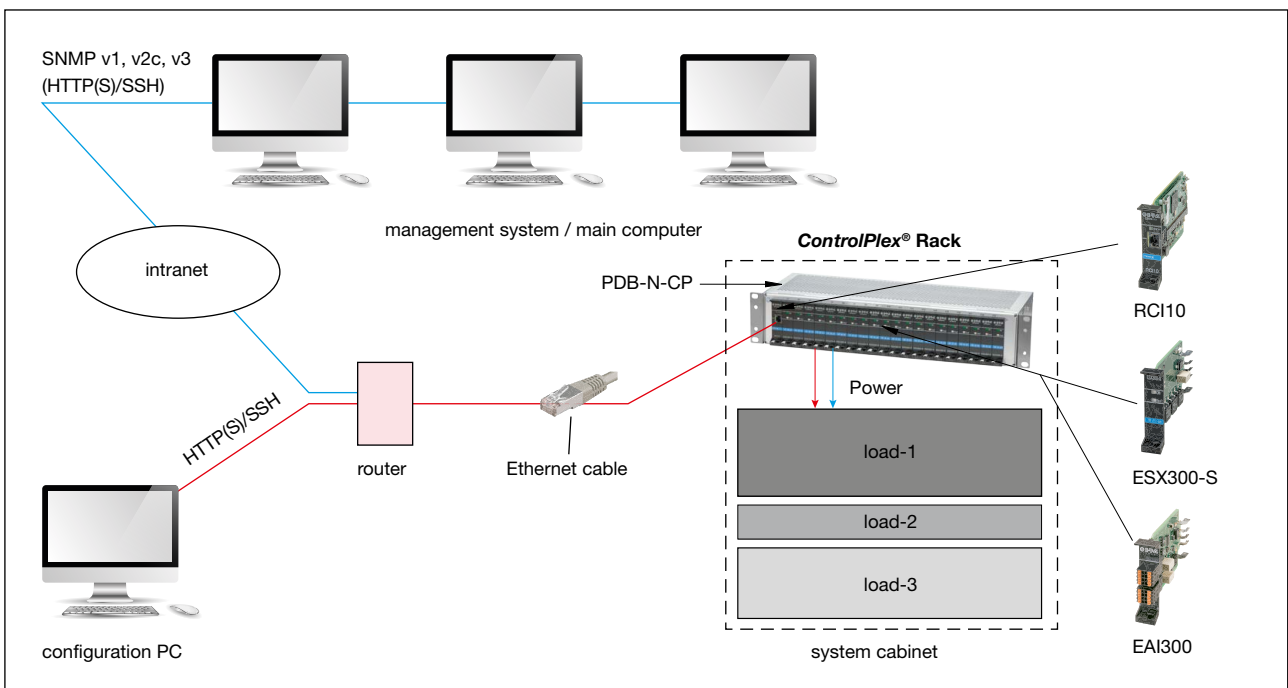 SNMP v1, v2c, v3
(HTTP(S)/SSH)
management system / main computer
intranet
ControlPlex® Rack
PDB-N-CP
RCI10
Power
HTTP(S)/SSH
router
Ethernet cable
load-1
load-2
load-3
ESX300-S
EAI300
configuration PC
system cabinet